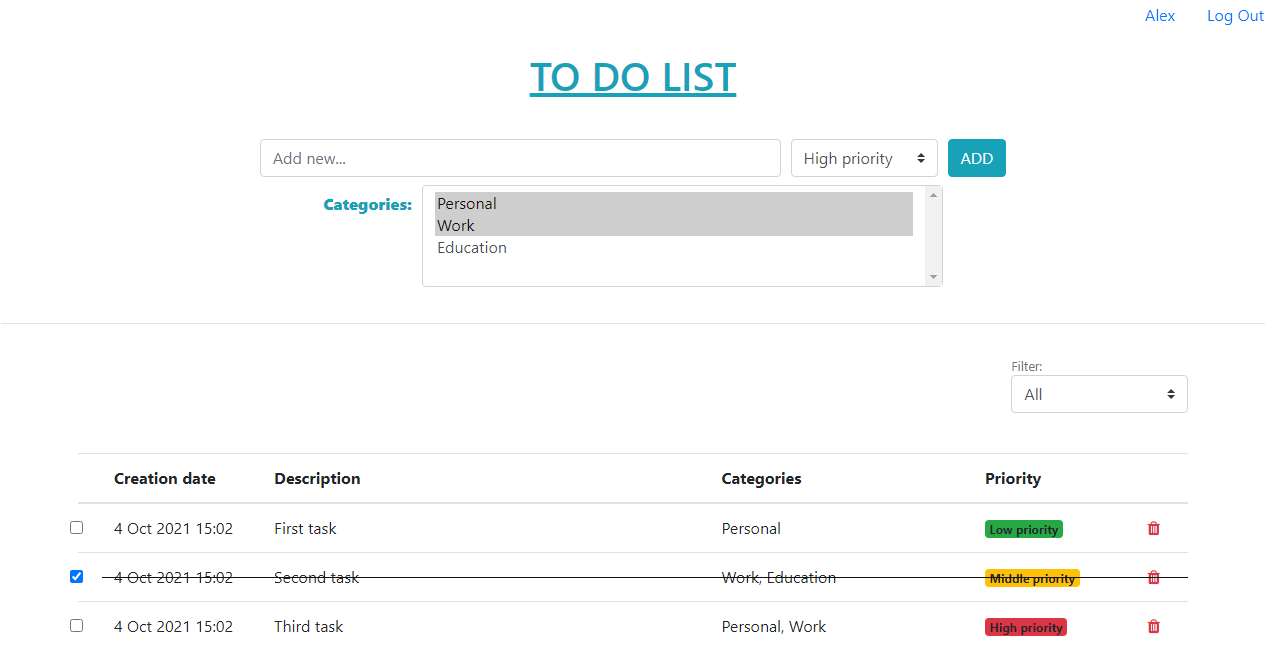 Alex Log Out
TO DO LIST
Add new... High priority ADD
Categories: Personal
Work
Education
Filter:
All
Creation date Description Categories Priority
4 Oct 2021 15:02 First task Personal Low priority
4 Oct 2021 15:02 Second task Work, Education Middle priority
4 Oct 2021 15:02 Third task Personal, Work High priority